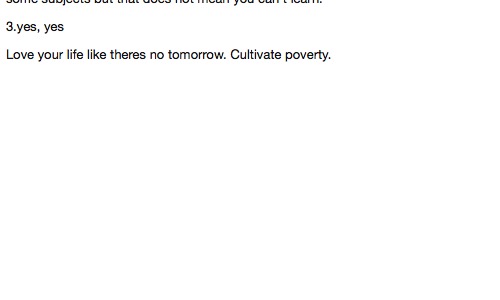 some subjects but that does not mean you can't learn.
3.yes, yes
Love your life like theres no tomorrow. Cultivate poverty.